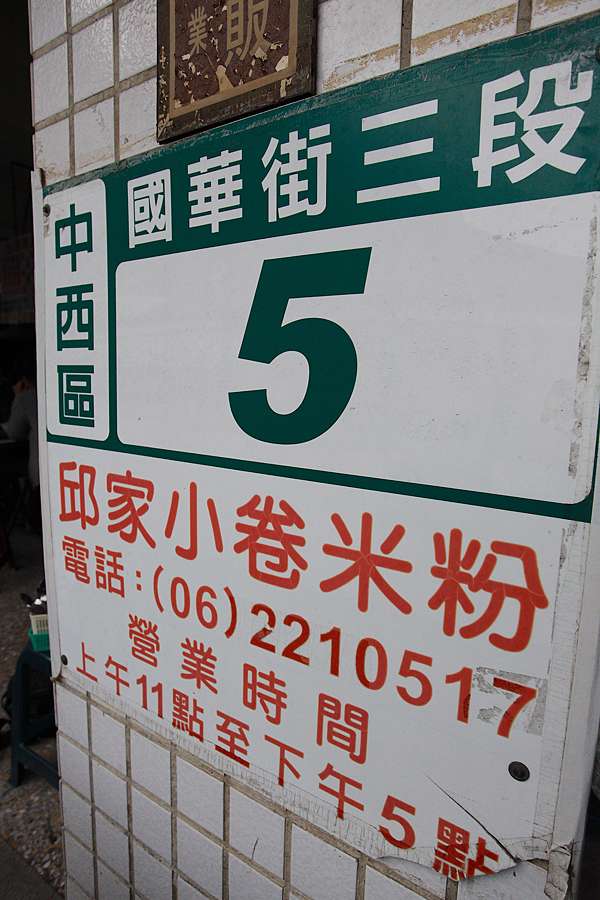 業販
國華街三段
中西區
5
邱家小卷米粉
電話:(06)2210517
營業時間
上午11點至下午5點